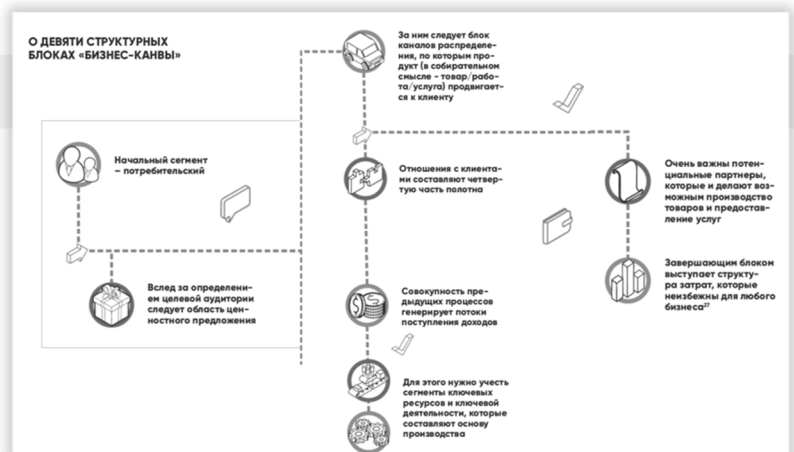 О ДЕВЯТИ СТРУКТУРНЫХ
БЛОКАХ «БИЗНЕС-КАНВЫ»
Начальный сегмент
– потребительский
Вслед за определени-
ем целевой аудитории
следует область цен-
ностного предложения
За ним следует блок
каналов распределе-
ния, по которым про-
дукт (в собирательном
смысле - товар/рабо-
та/услуга) продвигает-
ся к клиенту
Отношения с клиента-
ми составляют четвер-
тую часть полотна
Совокупность пре-
дыдущих процессов
генерирует потоки
поступления доходов
Для этого нужно учесть
сегменты ключевых
ресурсов и ключевой
деятельности, которые
составляют основу
производства
Очень важны потен-
циальные партнеры,
которые и делают воз-
можным производство
товаров и предостав-
ление услуг
Завершающим блоком
выступает структу-
ра затрат, которые
неизбежны для любого
бизнеса²⁷